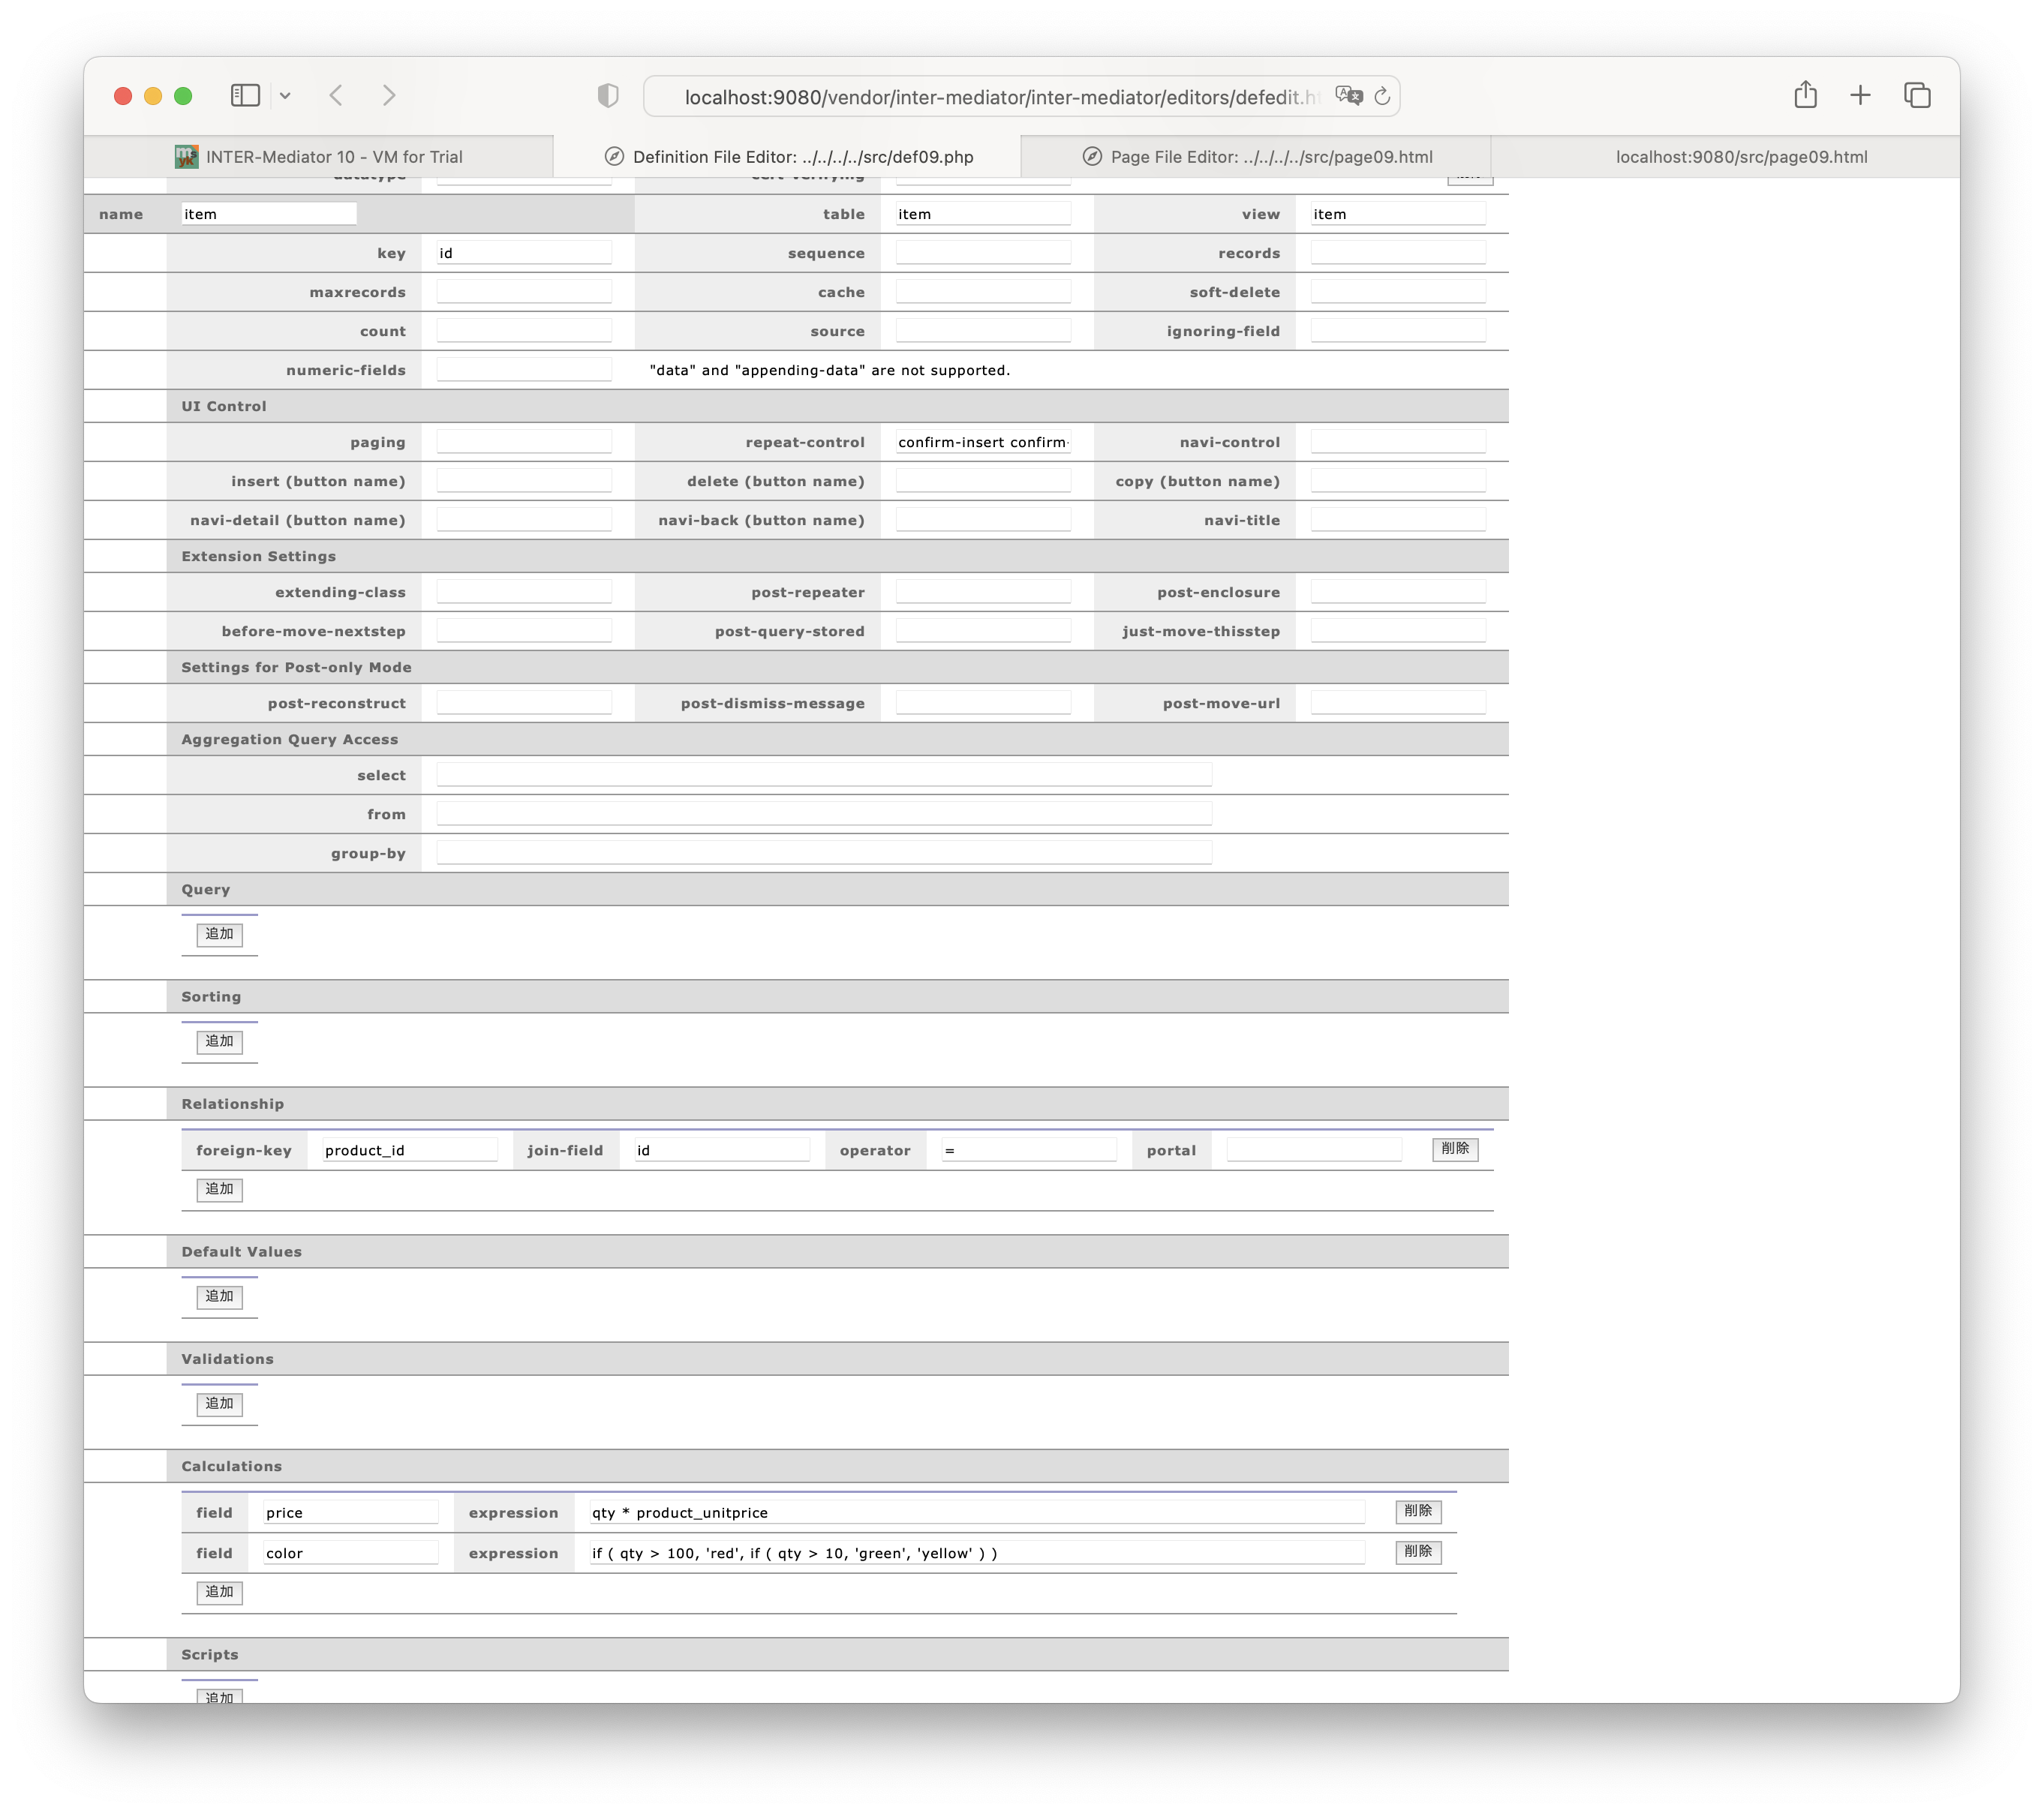 localhost:9080/vendor/inter-mediator/inter-mediator/editors/defedit.ht
INTER-Mediator 10 - VM for Trial Definition File Editor: ../../../../src/def09.php Page File Editor: ../../../../src/page09.html localhost:9080/src/page09.html
datatype cert-verifying
name item table item view item
key id sequence records
maxrecords cache soft-delete
count source ignoring-field
numeric-fields "data" and "appending-data" are not supported.
UI Control
paging repeat-control confirm-insert confirm- navi-control
insert (button name) delete (button name) copy (button name)
navi-detail (button name) navi-back (button name) navi-title
Extension Settings
extending-class post-repeater post-enclosure
before-move-nextstep post-query-stored just-move-thisstep
Settings for Post-only Mode
post-reconstruct post-dismiss-message post-move-url
Aggregation Query Access
select
from
group-by
Query
追加
Sorting
追加
Relationship
foreign-key product_id join-field id operator = portal 削除
追加
Default Values
追加
Validations
追加
Calculations
field price expression qty * product_unitprice 削除
field color expression if ( qty > 100, 'red', if ( qty > 10, 'green', 'yellow' ) ) 削除
追加
Scripts
追加